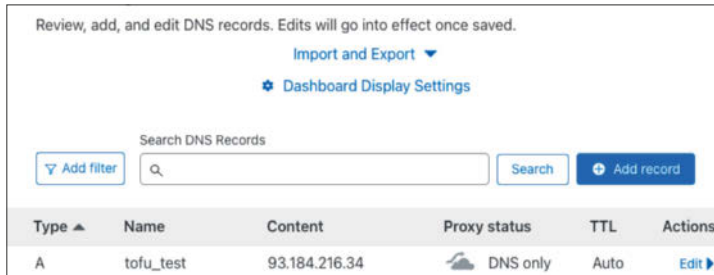 Review, add, and edit DNS records. Edits will go into effect once saved.
Import and Export
Dashboard Display Settings
Search DNS Records
Add filter
Search
Add record
Type Name Content Proxy status TTL Actions
A tofu_test 93.184.216.34 DNS only Auto Edit